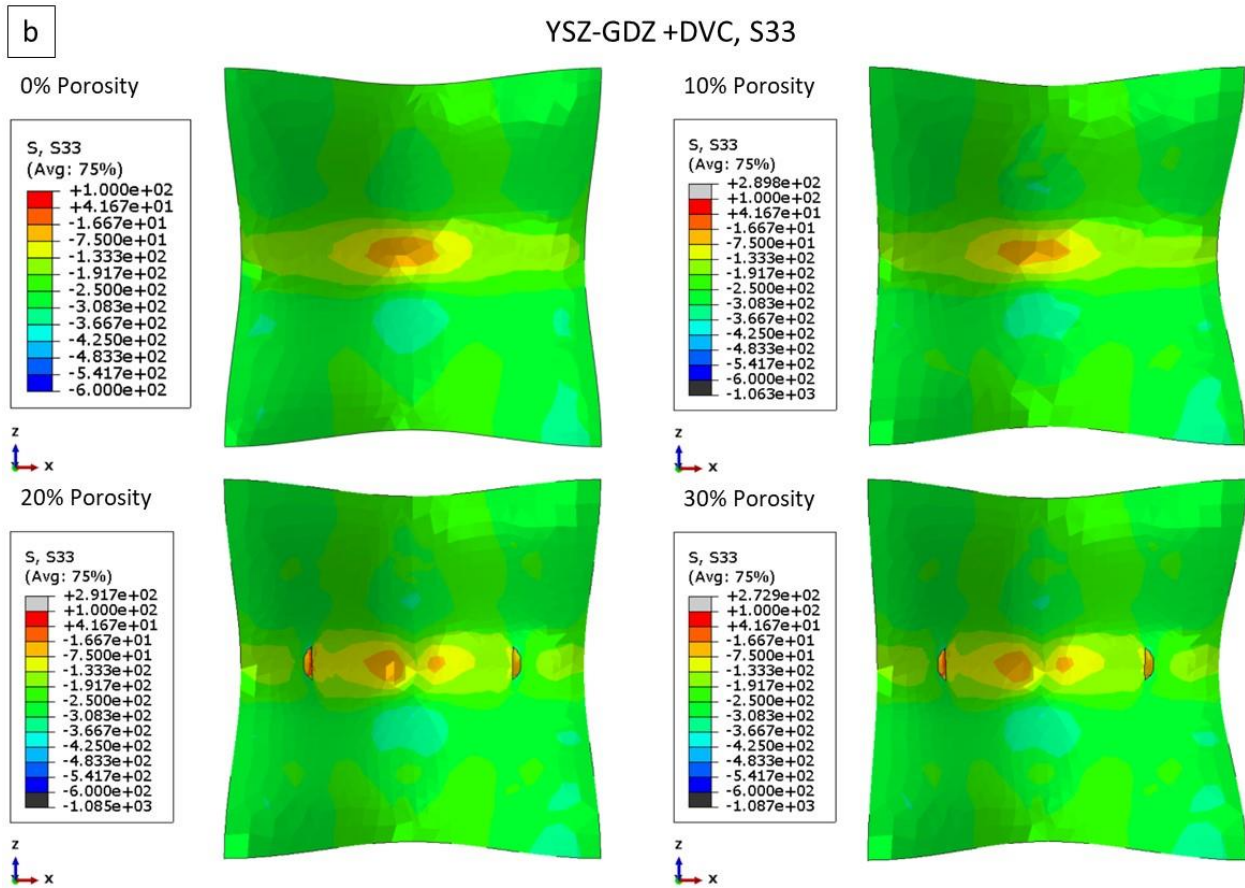 b
YSZ-GDZ +DVC, S33
0% Porosity
S, S33
(Avg: 75%)
+1.000e+02
+4.167e+01
-1.667e+01
-7.500e+01
-1.333e+02
-1.917e+02
-2.500e+02
-3.083e+02
-3.667e+02
-4.250e+02
-4.833e+02
-5.417e+02
-6.000e+02
z
x
10% Porosity
S, S33
(Avg: 75%)
+2.898e+02
+1.000e+02
+4.167e+01
-1.667e+01
-7.500e+01
-1.333e+02
-1.917e+02
-2.500e+02
-3.083e+02
-3.667e+02
-4.250e+02
-4.833e+02
-5.417e+02
-6.000e+02
-1.063e+03
z
x
20% Porosity
S, S33
(Avg: 75%)
+2.917e+02
+1.000e+02
+4.167e+01
-1.667e+01
-7.500e+01
-1.333e+02
-1.917e+02
-2.500e+02
-3.083e+02
-3.667e+02
-4.250e+02
-4.833e+02
-5.417e+02
-6.000e+02
-1.085e+03
z
x
30% Porosity
S, S33
(Avg: 75%)
+2.729e+02
+1.000e+02
+4.167e+01
-1.667e+01
-7.500e+01
-1.333e+02
-1.917e+02
-2.500e+02
-3.083e+02
-3.667e+02
-4.250e+02
-4.833e+02
-5.417e+02
-6.000e+02
-1.087e+03
z
x